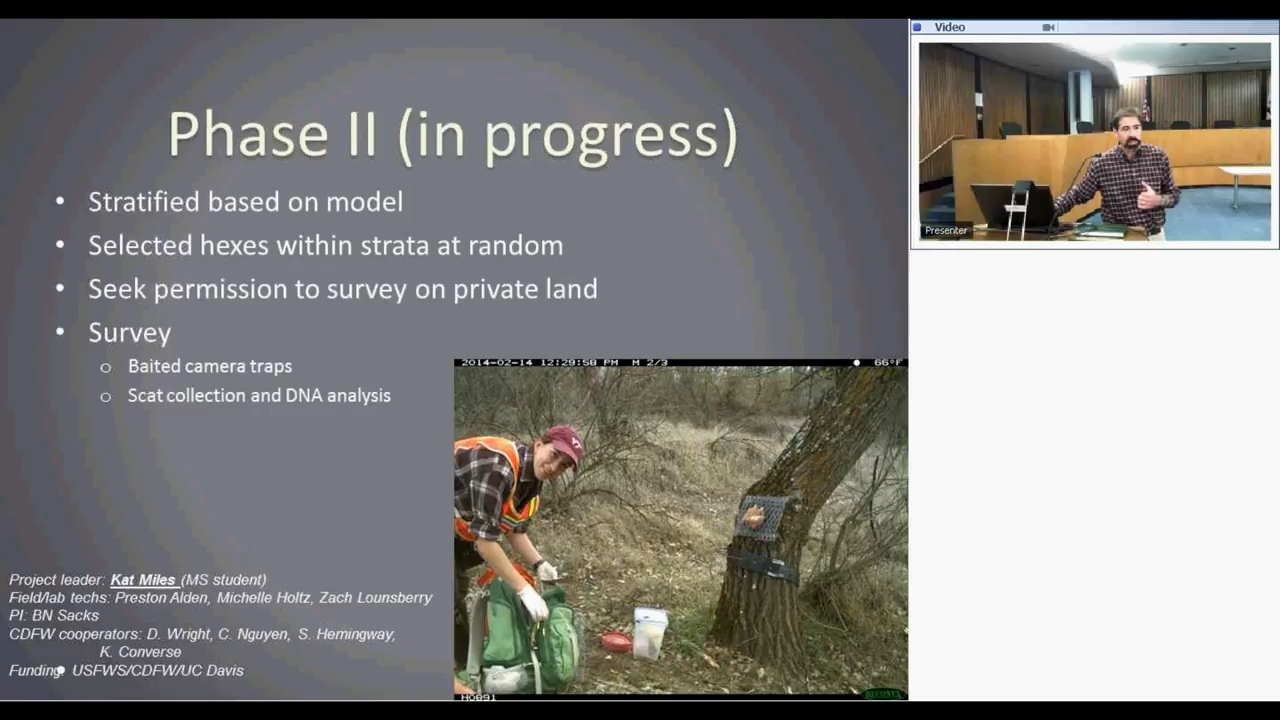 Video
Phase II (in progress)
• Stratified based on model
• Selected hexes within strata at random
• Seek permission to survey on private land
• Survey
o Baited camera traps
o Scat collection and DNA analysis
Presenter
2014-02-14 12:29:58 PM M 2/3 66°F
VT
Project leader: Kat Miles (MS student)
Field/lab techs: Preston Alden, Michelle Holtz, Zach Lounsberry
PI: BN Sacks
CDFW cooperators: D. Wright, C. Nguyen, S. Hemingway,
K. Converse
Funding: USFWS/CDFW/UC Davis
HO891
RECONYX